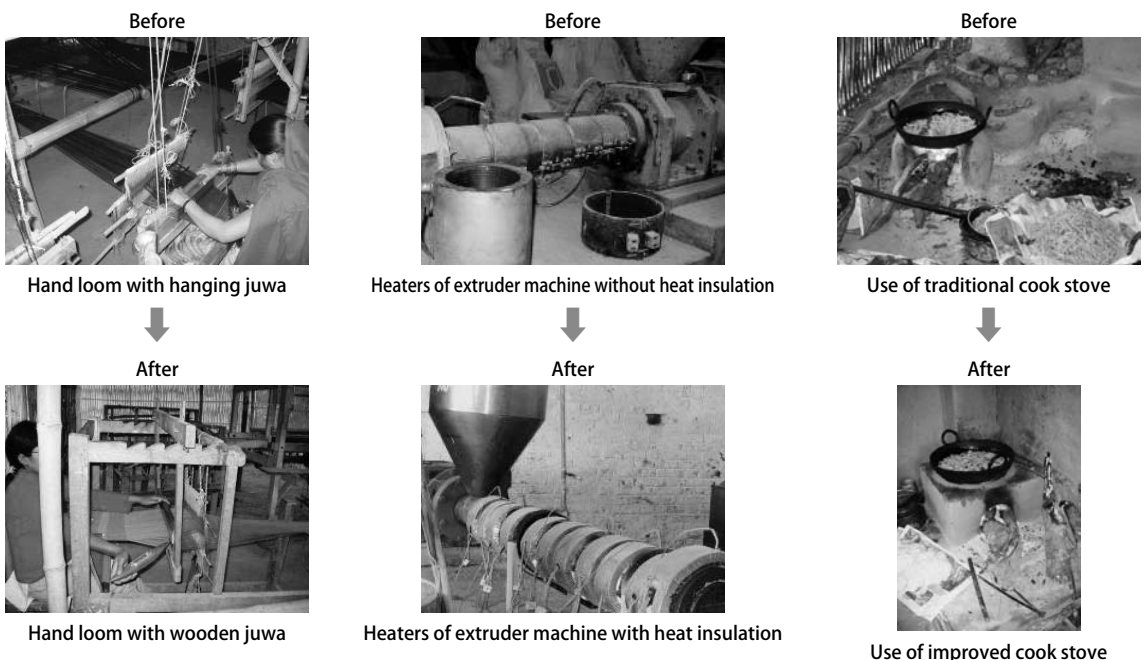 Before
Before
Before
Hand loom with hanging juwa
Heaters of extruder machine without heat insulation
Use of traditional cook stove
After
After
After
Hand loom with wooden juwa
Heaters of extruder machine with heat insulation
Use of improved cook stove